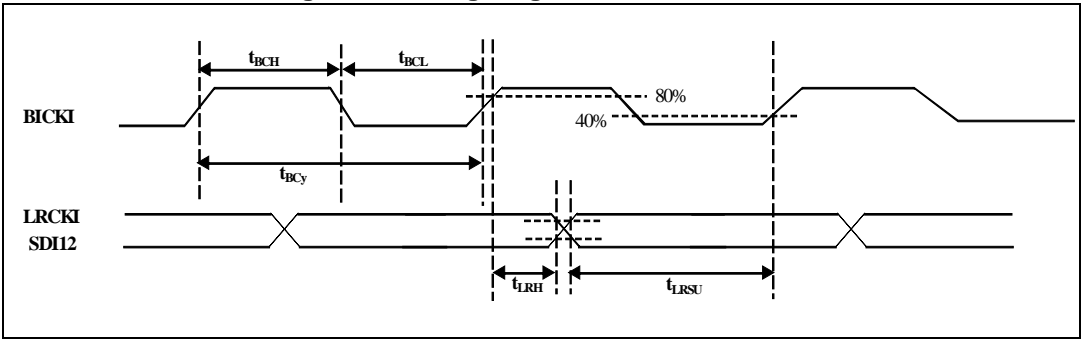 tBCH
tBCL
BICKI
80%
40%
tBCy
LRCKI
SDI12
tLRH
tLRSU